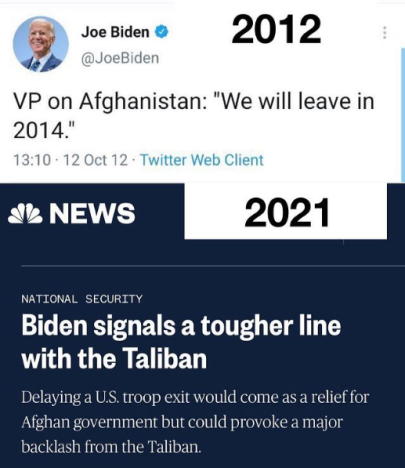 Joe Biden
2012
@JoeBiden
VP on Afghanistan: "We will leave in
2014."
13:10 · 12 Oct 12 · Twitter Web Client
NEWS
2021
NATIONAL SECURITY
Biden signals a tougher line
with the Taliban
Delaying a U.S. troop exit would come as a relief for
Afghan government but could provoke a major
backlash from the Taliban.